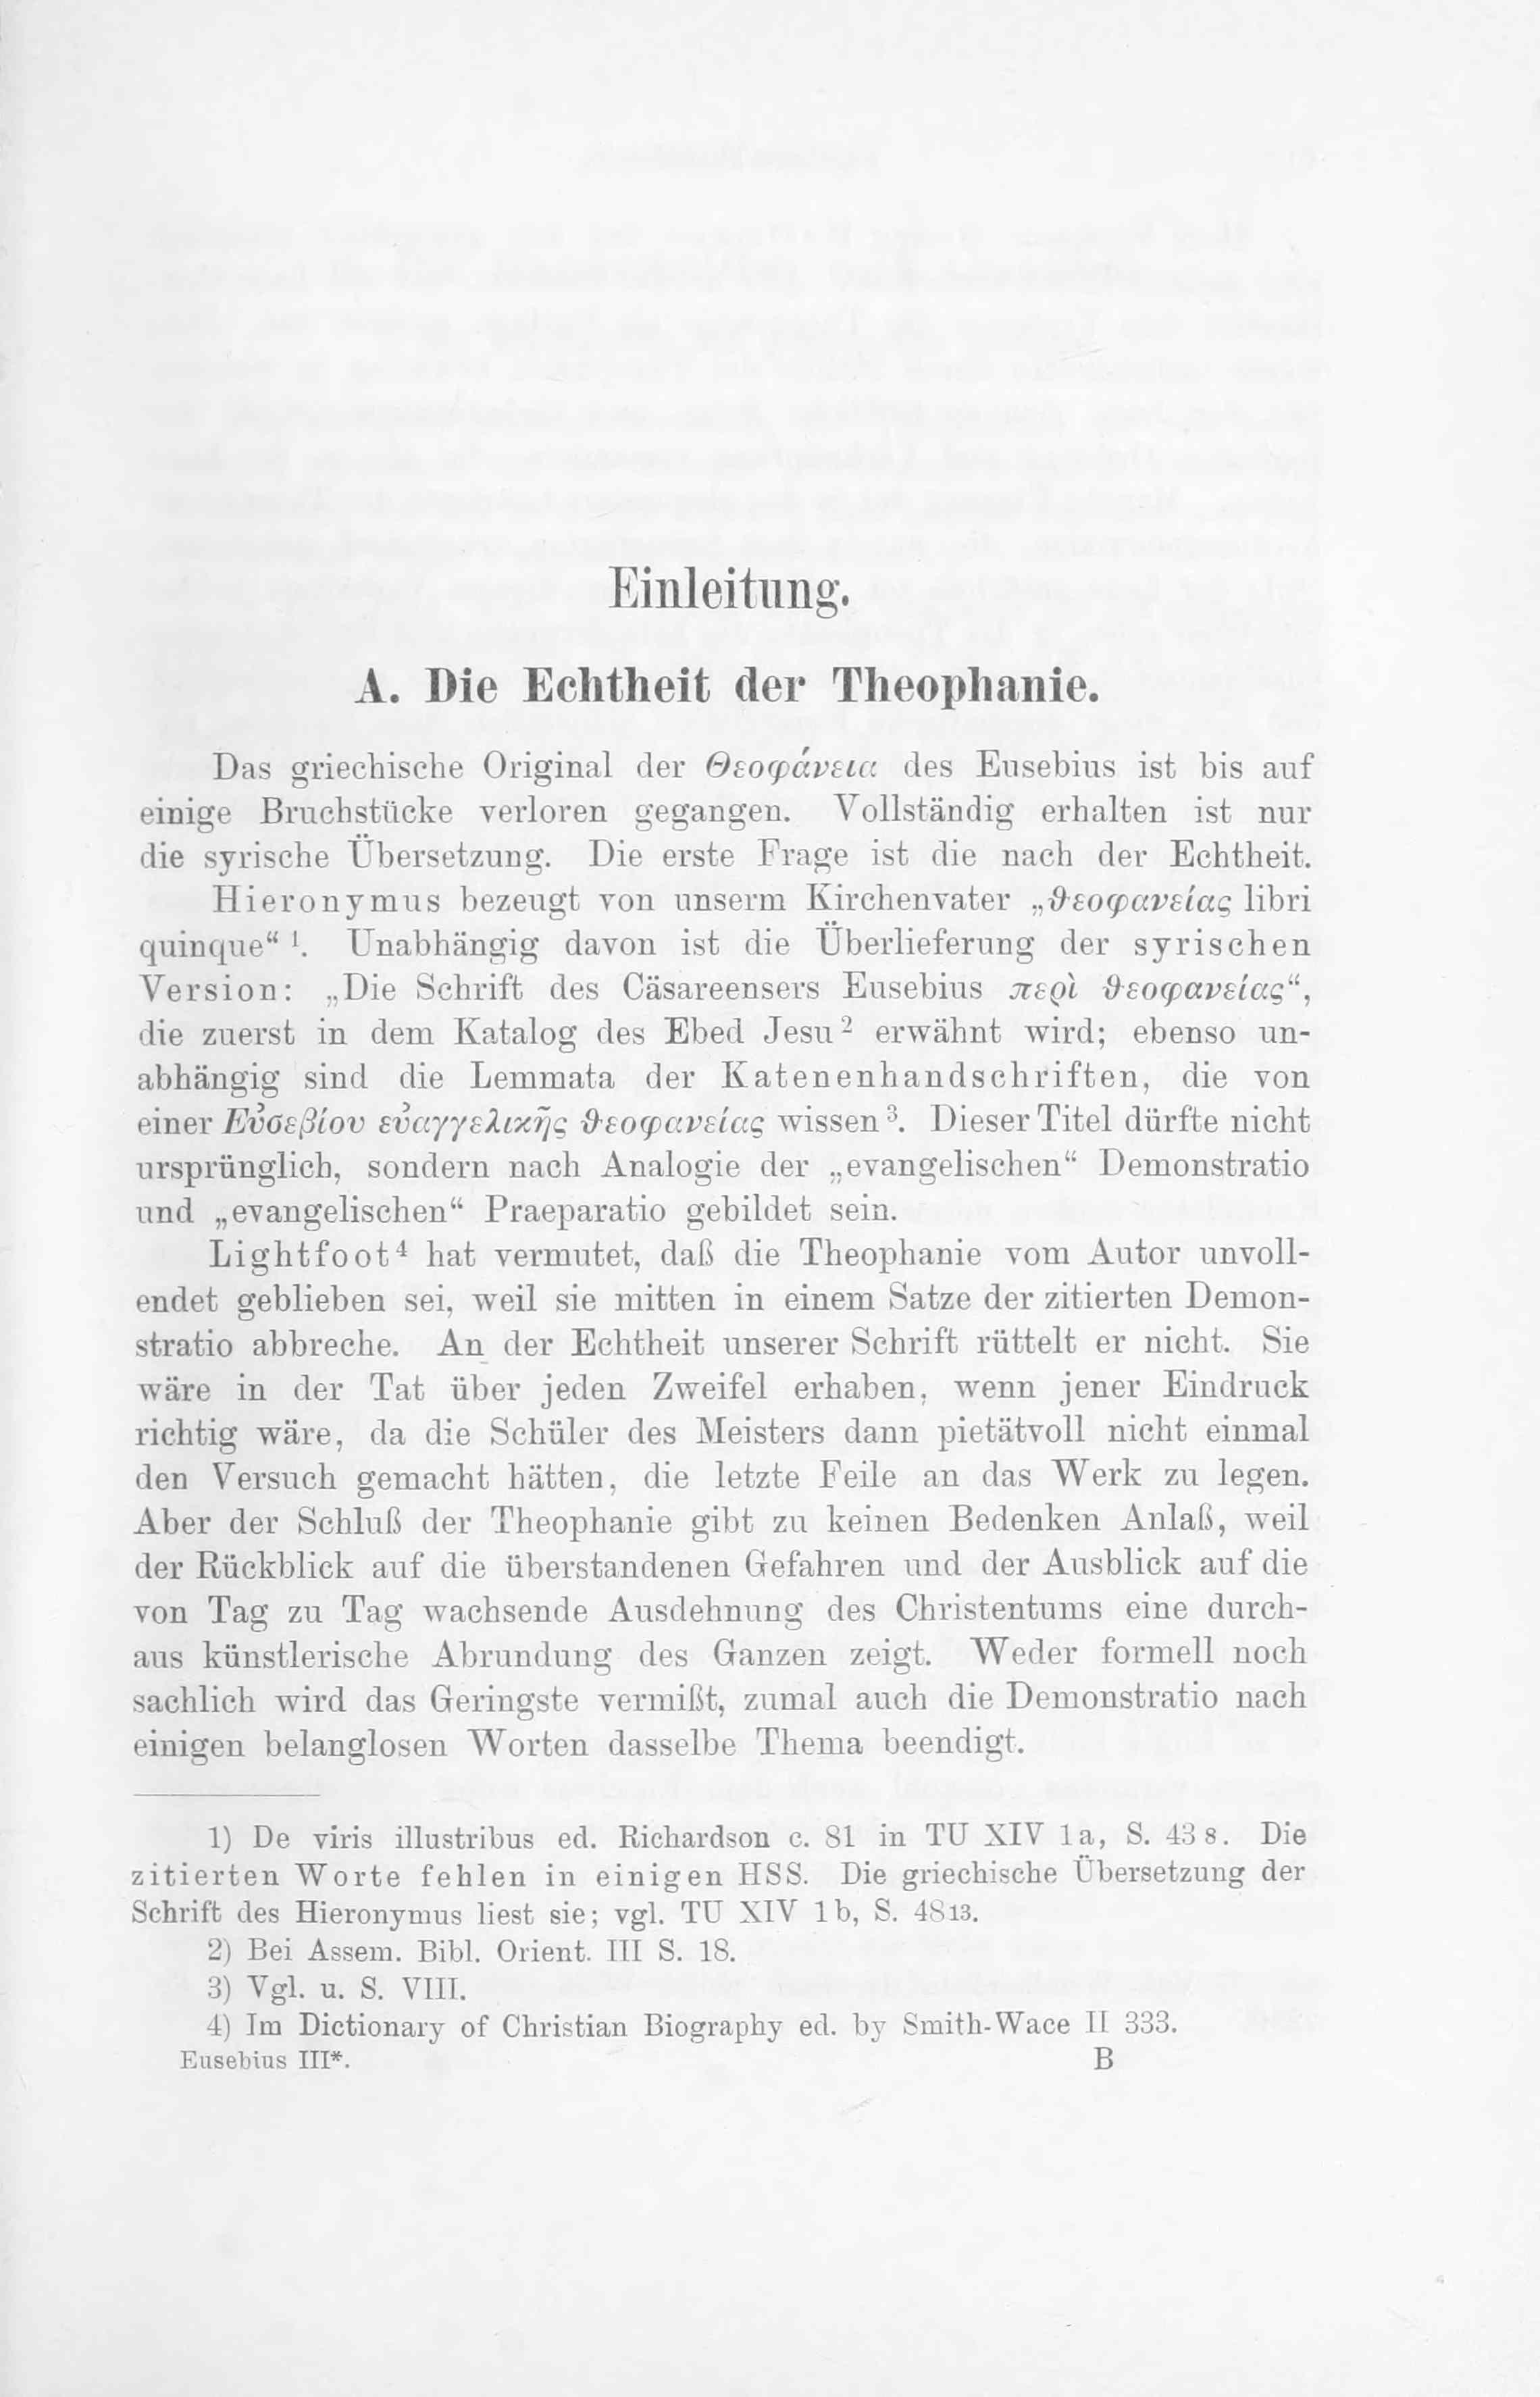 Einleitung.
A. Die Echtheit der Theophanie.
Das griechische Original der Θεοφάνεια des Eusebius ist bis auf
einige Bruchstücke verloren gegangen. Vollständig erhalten ist nur
die syrische Übersetzung. Die erste Frage ist die nach der Echtheit.
Hieronymus bezeugt von unserm Kirchenvater „ϑεοφανείας libri
quinque“ ¹. Unabhängig davon ist die Überlieferung der syrischen
Version: „Die Schrift des Cäsareensers Eusebius περὶ ϑεοφανείας“,
die zuerst in dem Katalog des Ebed Jesu ² erwähnt wird; ebenso un-
abhängig sind die Lemmata der Katenenhandschriften, die von
einer Εὐσεβίου εὐαγγελικῆς ϑεοφανείας wissen ³. Dieser Titel dürfte nicht
ursprünglich, sondern nach Analogie der „evangelischen“ Demonstratio
und „evangelischen“ Praeparatio gebildet sein.
Lightfoot ⁴ hat vermutet, daß die Theophanie vom Autor unvoll-
endet geblieben sei, weil sie mitten in einem Satze der zitierten Demon-
stratio abbreche. An der Echtheit unserer Schrift rüttelt er nicht. Sie
wäre in der Tat über jeden Zweifel erhaben, wenn jener Eindruck
richtig wäre, da die Schüler des Meisters dann pietätvoll nicht einmal
den Versuch gemacht hätten, die letzte Feile an das Werk zu legen.
Aber der Schluß der Theophanie gibt zu keinen Bedenken Anlaß, weil
der Rückblick auf die überstandenen Gefahren und der Ausblick auf die
von Tag zu Tag wachsende Ausdehnung des Christentums eine durch-
aus künstlerische Abrundung des Ganzen zeigt. Weder formell noch
sachlich wird das Geringste vermißt, zumal auch die Demonstratio nach
einigen belanglosen Worten dasselbe Thema beendigt.
1) De viris illustribus ed. Richardson c. 81 in TU XIV 1a, S. 43 8. Die
zitierten Worte fehlen in einigen HSS. Die griechische Übersetzung der
Schrift des Hieronymus liest sie; vgl. TU XIV 1b, S. 48 13.
2) Bei Assem. Bibl. Orient. III S. 18.
3) Vgl. u. S. VIII.
4) Im Dictionary of Christian Biography ed. by Smith-Wace II 333.
Eusebius III*. B